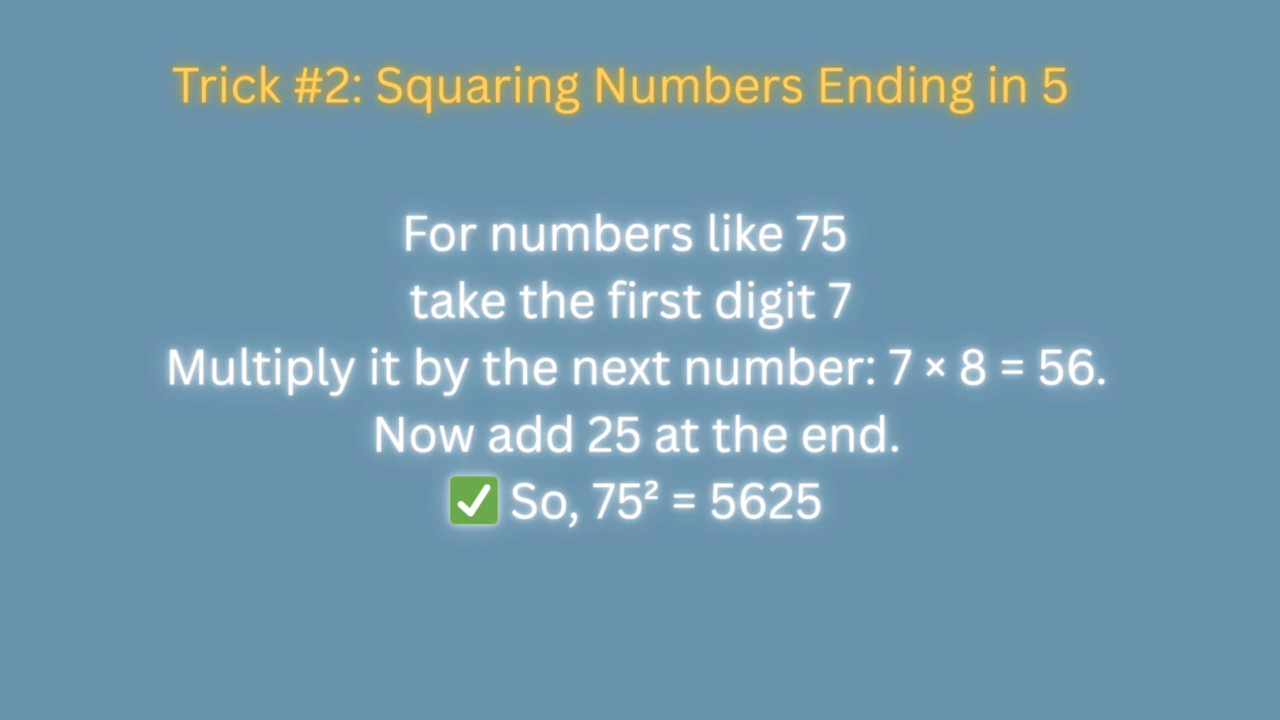 Trick #2: Squaring Numbers Ending in 5
For numbers like 75
take the first digit 7
Multiply it by the next number: 7 × 8 = 56.
Now add 25 at the end.
✅ So, 75² = 5625